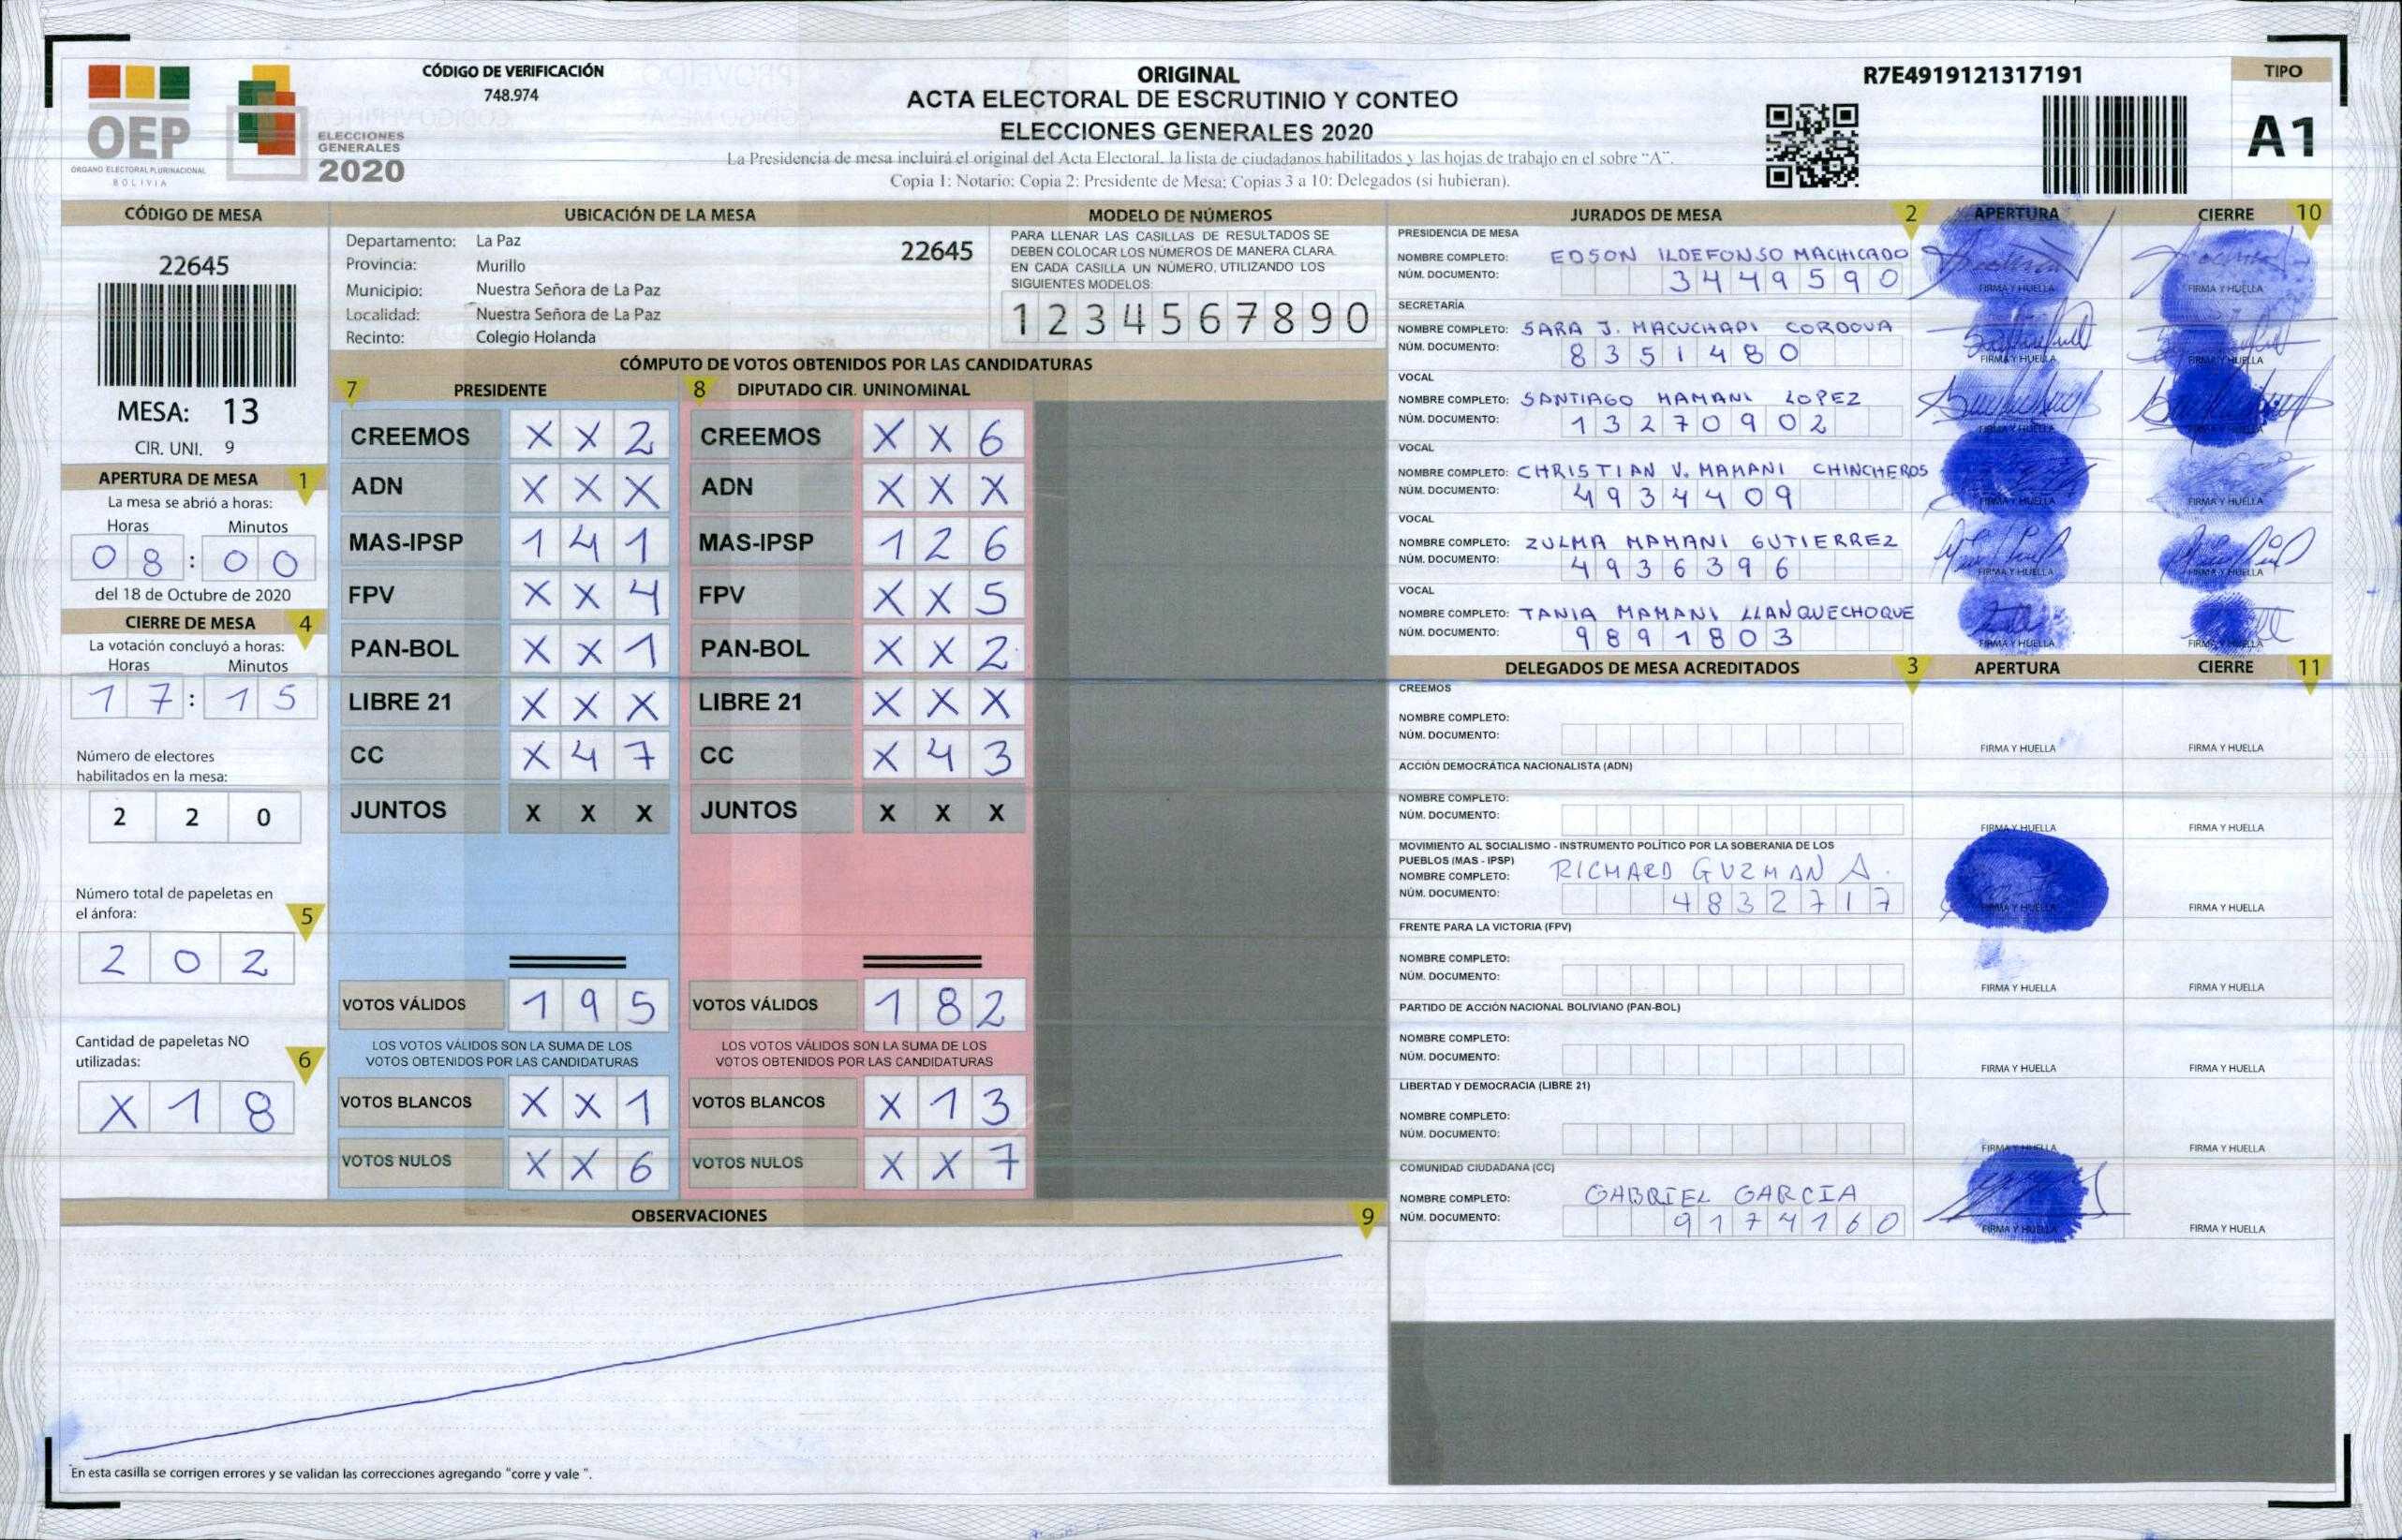 OEP
ÓRGANO ELECTORAL PLURINACIONAL
BOLIVIA
ELECCIONES
GENERALES
2020
CÓDIGO DE VERIFICACIÓN
748.974
ORIGINAL
ACTA ELECTORAL DE ESCRUTINIO Y CONTEO
ELECCIONES GENERALES 2020
La Presidencia de mesa incluirá el original del Acta Electoral, la lista de ciudadanos habilitados y las hojas de trabajo en el sobre "A".
Copia 1: Notario; Copia 2: Presidente de Mesa; Copias 3 a 10: Delegados (si hubieran).
R7E4919121317191
TIPO
A1
CÓDIGO DE MESA
22645
MESA: 13
CIR. UNI. 9
APERTURA DE MESA 1
La mesa se abrió a horas:
Horas Minutos
08:00
del 18 de Octubre de 2020
CIERRE DE MESA 4
La votación concluyó a horas:
Horas Minutos
17:15
Número de electores
habilitados en la mesa:
2 2 0
Número total de papeletas en
el ánfora: 5
2 0 2
Cantidad de papeletas NO
utilizadas: 6
X 1 8
UBICACIÓN DE LA MESA
Departamento: La Paz 22645
Provincia: Murillo
Municipio: Nuestra Señora de La Paz
Localidad: Nuestra Señora de La Paz
Recinto: Colegio Holanda
MODELO DE NÚMEROS
PARA LLENAR LAS CASILLAS DE RESULTADOS SE
DEBEN COLOCAR LOS NÚMEROS DE MANERA CLARA.
EN CADA CASILLA UN NÚMERO, UTILIZANDO LOS
SIGUIENTES MODELOS:
1 2 3 4 5 6 7 8 9 0
CÓMPUTO DE VOTOS OBTENIDOS POR LAS CANDIDATURAS
7 PRESIDENTE 8 DIPUTADO CIR. UNINOMINAL
CREEMOS X X 2 CREEMOS X X 6
ADN X X X ADN X X X
MAS-IPSP 1 4 1 MAS-IPSP 1 2 6
FPV X X 4 FPV X X 5
PAN-BOL X X 1 PAN-BOL X X 2
LIBRE 21 X X X LIBRE 21 X X X
CC X 4 7 CC X 4 3
JUNTOS X X X JUNTOS X X X
VOTOS VÁLIDOS 1 9 5 VOTOS VÁLIDOS 1 8 2
LOS VOTOS VÁLIDOS SON LA SUMA DE LOS LOS VOTOS VÁLIDOS SON LA SUMA DE LOS
VOTOS OBTENIDOS POR LAS CANDIDATURAS VOTOS OBTENIDOS POR LAS CANDIDATURAS
VOTOS BLANCOS X X 1 VOTOS BLANCOS X 1 3
VOTOS NULOS X X 6 VOTOS NULOS X X 7
OBSERVACIONES 9
En esta casilla se corrigen errores y se validan las correcciones agregando "corre y vale ".
JURADOS DE MESA 2 APERTURA CIERRE 10
PRESIDENCIA DE MESA
NOMBRE COMPLETO: EDSON ILDEFONSO MACHICADO
NÚM. DOCUMENTO: 3449590 FIRMA Y HUELLA FIRMA Y HUELLA
SECRETARÍA
NOMBRE COMPLETO: SARA J. MACUCHAPI CORDOVA
NÚM. DOCUMENTO: 8351480 FIRMA Y HUELLA FIRMA Y HUELLA
VOCAL
NOMBRE COMPLETO: SANTIAGO MAMANI LOPEZ
NÚM. DOCUMENTO: 13270902 FIRMA Y HUELLA FIRMA Y HUELLA
VOCAL
NOMBRE COMPLETO: CHRISTIAN V. MAMANI CHINCHEROS
NÚM. DOCUMENTO: 4934409 FIRMA Y HUELLA FIRMA Y HUELLA
VOCAL
NOMBRE COMPLETO: ZULMA MAMANI GUTIERREZ
NÚM. DOCUMENTO: 4936396 FIRMA Y HUELLA FIRMA Y HUELLA
VOCAL
NOMBRE COMPLETO: TANIA MAMANI LLANQUECHOQUE
NÚM. DOCUMENTO: 9891803 FIRMA Y HUELLA FIRMA Y HUELLA
DELEGADOS DE MESA ACREDITADOS 3 APERTURA CIERRE 11
CREEMOS
NOMBRE COMPLETO:
NÚM. DOCUMENTO: FIRMA Y HUELLA FIRMA Y HUELLA
ACCIÓN DEMOCRÁTICA NACIONALISTA (ADN)
NOMBRE COMPLETO:
NÚM. DOCUMENTO: FIRMA Y HUELLA FIRMA Y HUELLA
MOVIMIENTO AL SOCIALISMO - INSTRUMENTO POLÍTICO POR LA SOBERANIA DE LOS
PUEBLOS (MAS - IPSP)
NOMBRE COMPLETO: RICHARD GUZMAN A.
NÚM. DOCUMENTO: 4832717 FIRMA Y HUELLA FIRMA Y HUELLA
FRENTE PARA LA VICTORIA (FPV)
NOMBRE COMPLETO:
NÚM. DOCUMENTO: FIRMA Y HUELLA FIRMA Y HUELLA
PARTIDO DE ACCIÓN NACIONAL BOLIVIANO (PAN-BOL)
NOMBRE COMPLETO:
NÚM. DOCUMENTO: FIRMA Y HUELLA FIRMA Y HUELLA
LIBERTAD Y DEMOCRACIA (LIBRE 21)
NOMBRE COMPLETO:
NÚM. DOCUMENTO: FIRMA Y HUELLA FIRMA Y HUELLA
COMUNIDAD CIUDADANA (CC)
NOMBRE COMPLETO: GABRIEL GARCIA
NÚM. DOCUMENTO: 9174160 FIRMA Y HUELLA FIRMA Y HUELLA